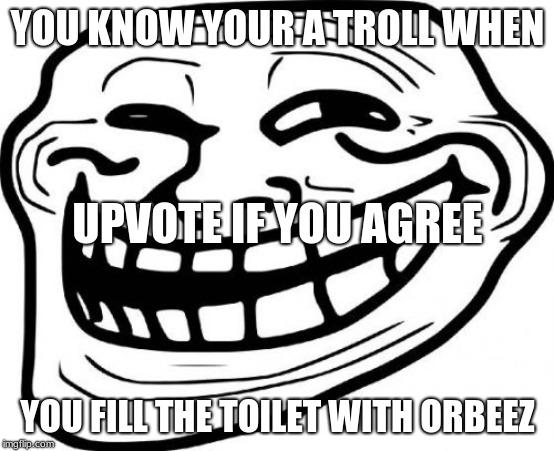 YOU KNOW YOUR A TROLL WHEN
UPVOTE IF YOU AGREE
YOU FILL THE TOILET WITH ORBEEZ
imgflip.com